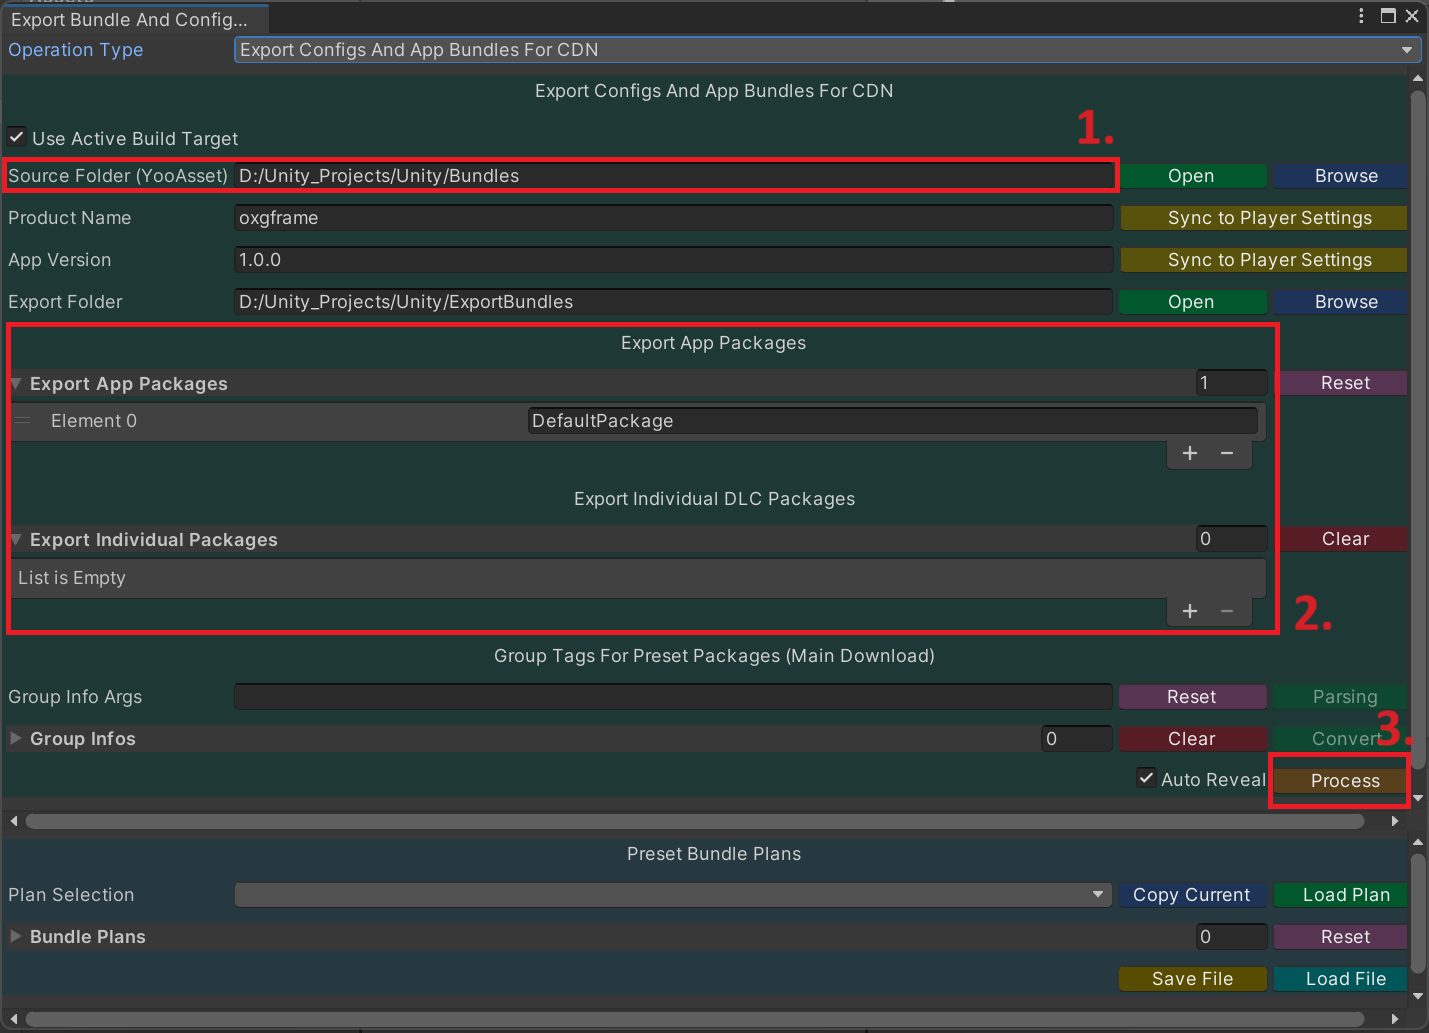 Export Bundle And Config...
Operation Type Export Configs And App Bundles For CDN
Export Configs And App Bundles For CDN
1.
Use Active Build Target
Source Folder (YooAsset) D:/Unity_Projects/Unity/Bundles Open Browse
Product Name oxgframe Sync to Player Settings
App Version 1.0.0 Sync to Player Settings
Export Folder D:/Unity_Projects/Unity/ExportBundles Open Browse
Export App Packages
Export App Packages 1 Reset
Element 0 DefaultPackage
+ −
Export Individual DLC Packages
Export Individual Packages 0 Clear
List is Empty
+ −
2.
Group Tags For Preset Packages (Main Download)
Group Info Args Reset Parsing
3.
Group Infos 0 Clear Convert
Auto Reveal Process
Preset Bundle Plans
Plan Selection Copy Current Load Plan
Bundle Plans 0 Reset
Save File Load File